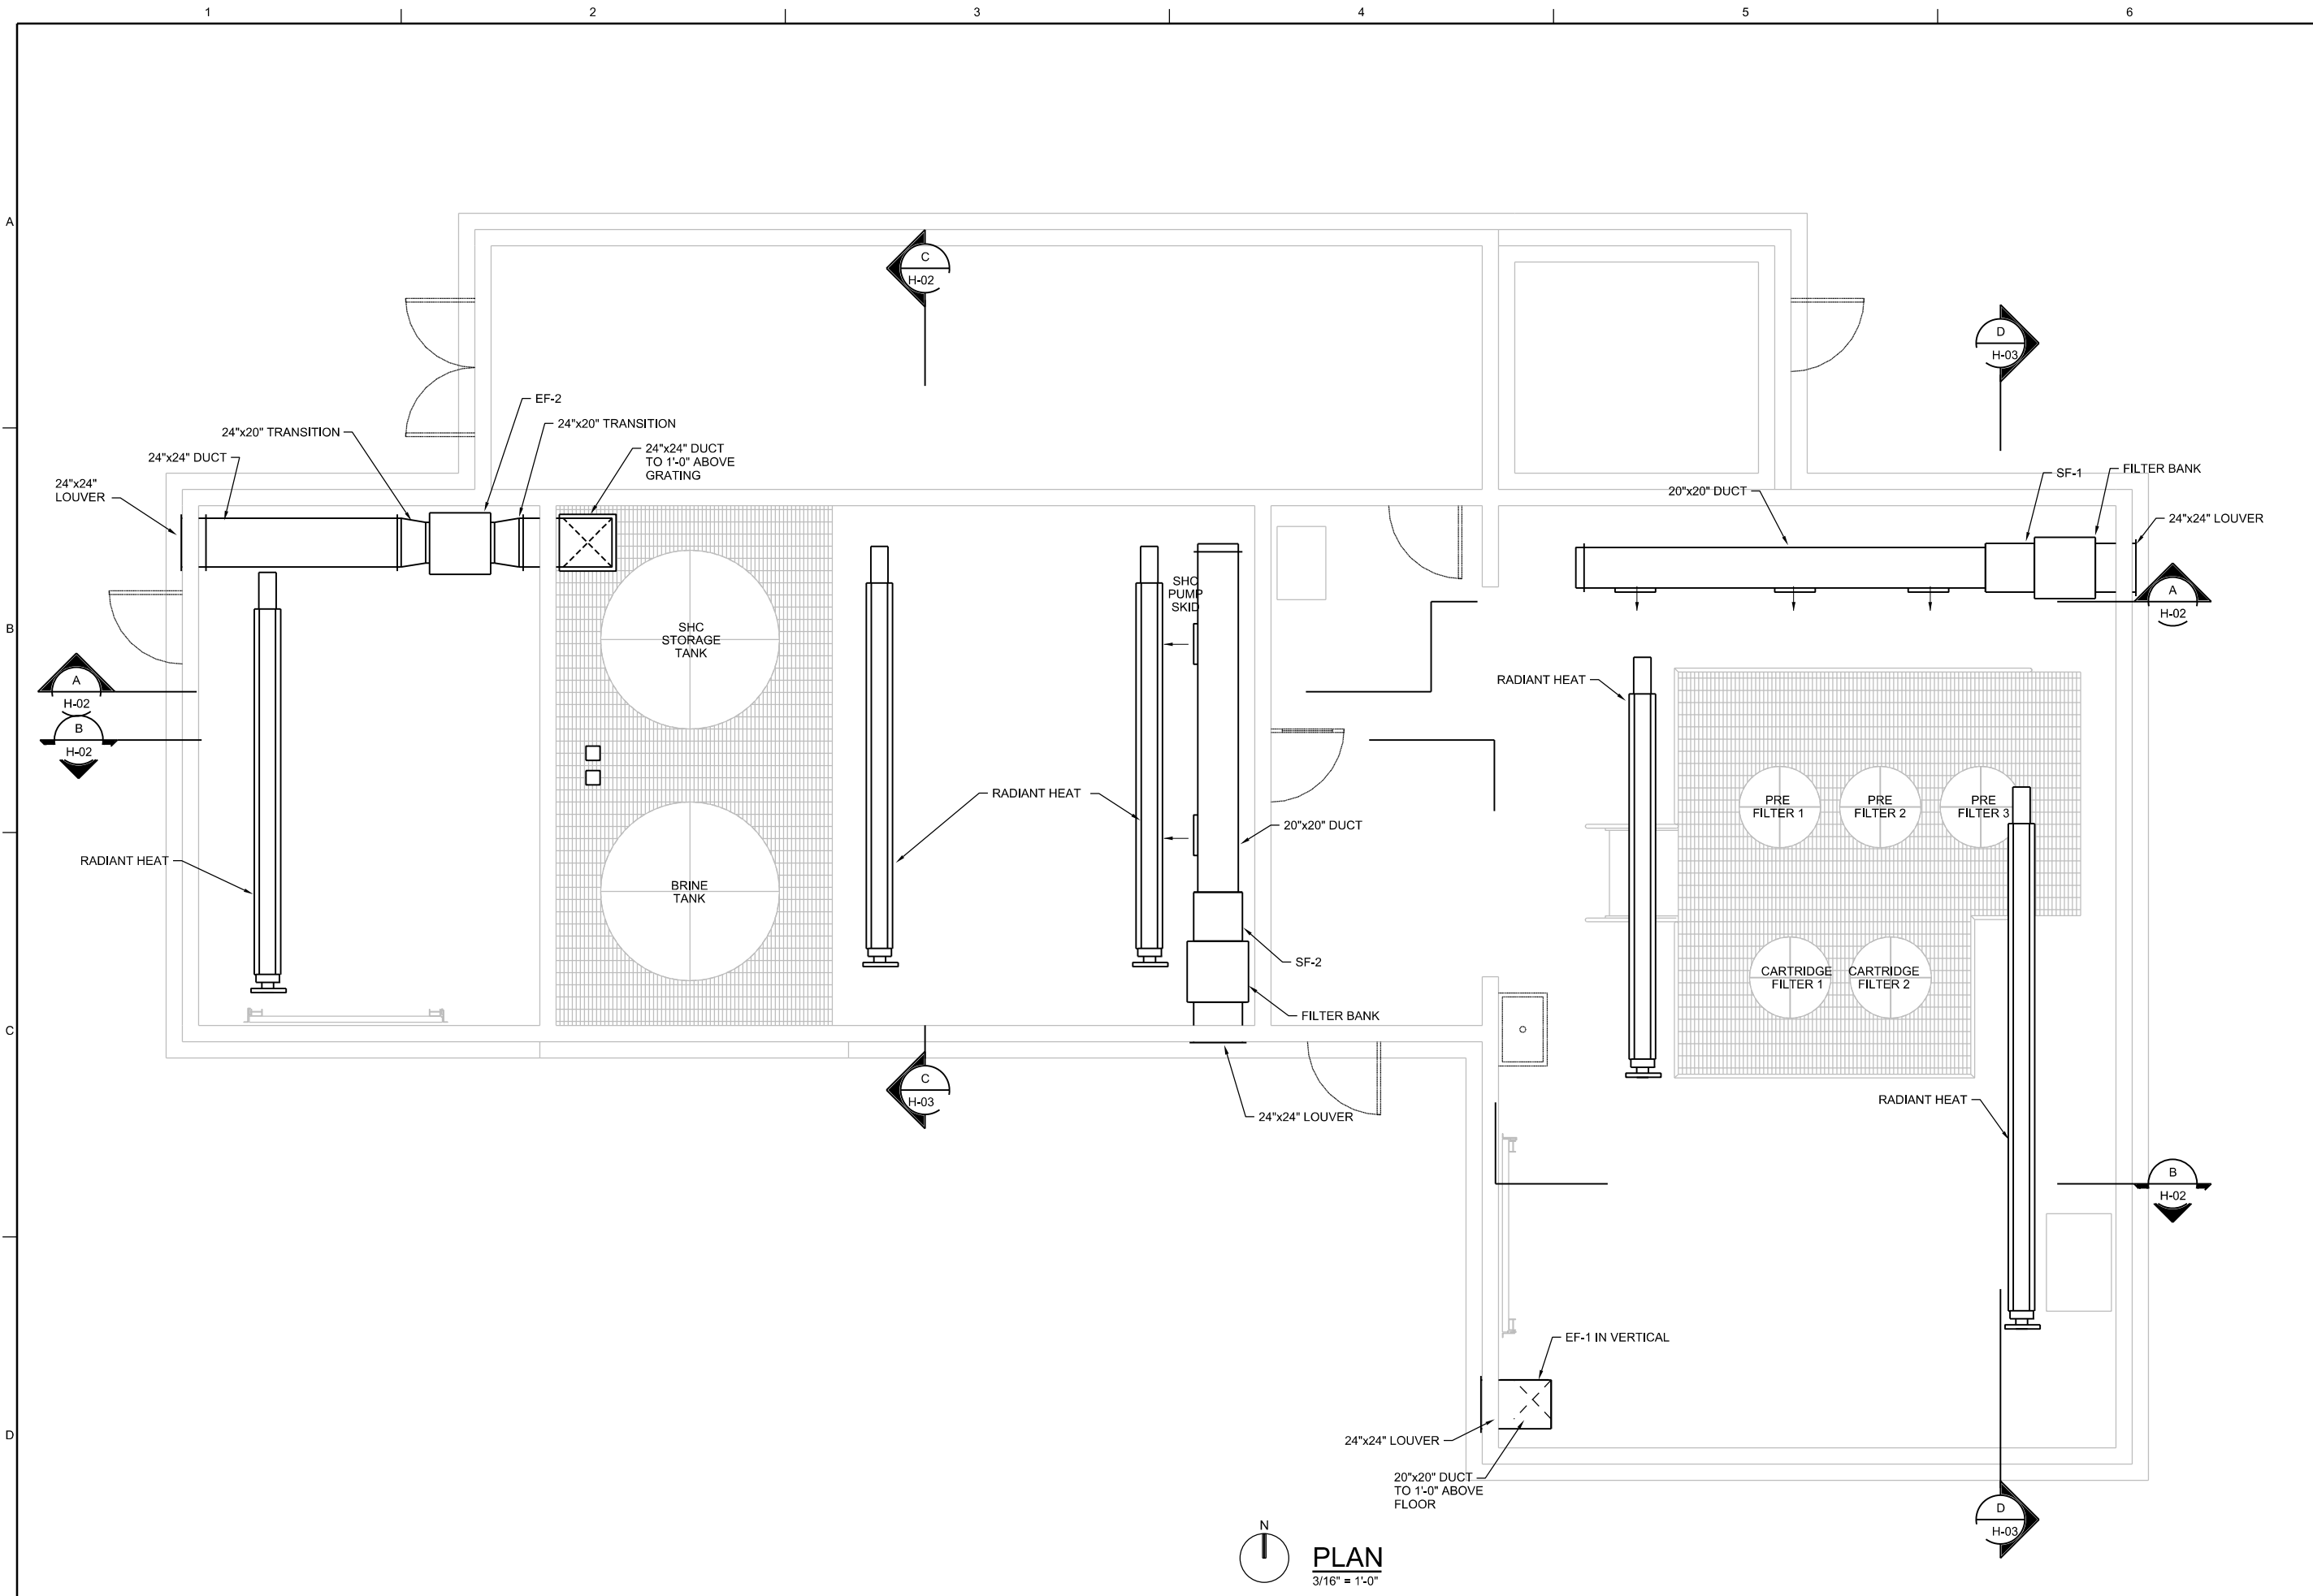 1
2
3
4
5
6
A
B
C
D
C
H-02
D
H-03
EF-2
24"x20" TRANSITION
24"x20" TRANSITION
24"x24" DUCT
TO 1'-0" ABOVE
GRATING
24"x24" DUCT
24"x24"
LOUVER
SF-1
FILTER BANK
20"x20" DUCT
24"x24" LOUVER
A
H-02
SHC
PUMP
SKID
SHC
STORAGE
TANK
A
H-02
B
H-02
RADIANT HEAT
RADIANT HEAT
PRE
FILTER 1
PRE
FILTER 2
PRE
FILTER 3
20"x20" DUCT
RADIANT HEAT
BRINE
TANK
SF-2
CARTRIDGE
FILTER 1
CARTRIDGE
FILTER 2
FILTER BANK
C
H-03
24"x24" LOUVER
RADIANT HEAT
B
H-02
EF-1 IN VERTICAL
24"x24" LOUVER
20"x20" DUCT
TO 1'-0" ABOVE
FLOOR
D
H-03
N
PLAN
3/16" = 1'-0"